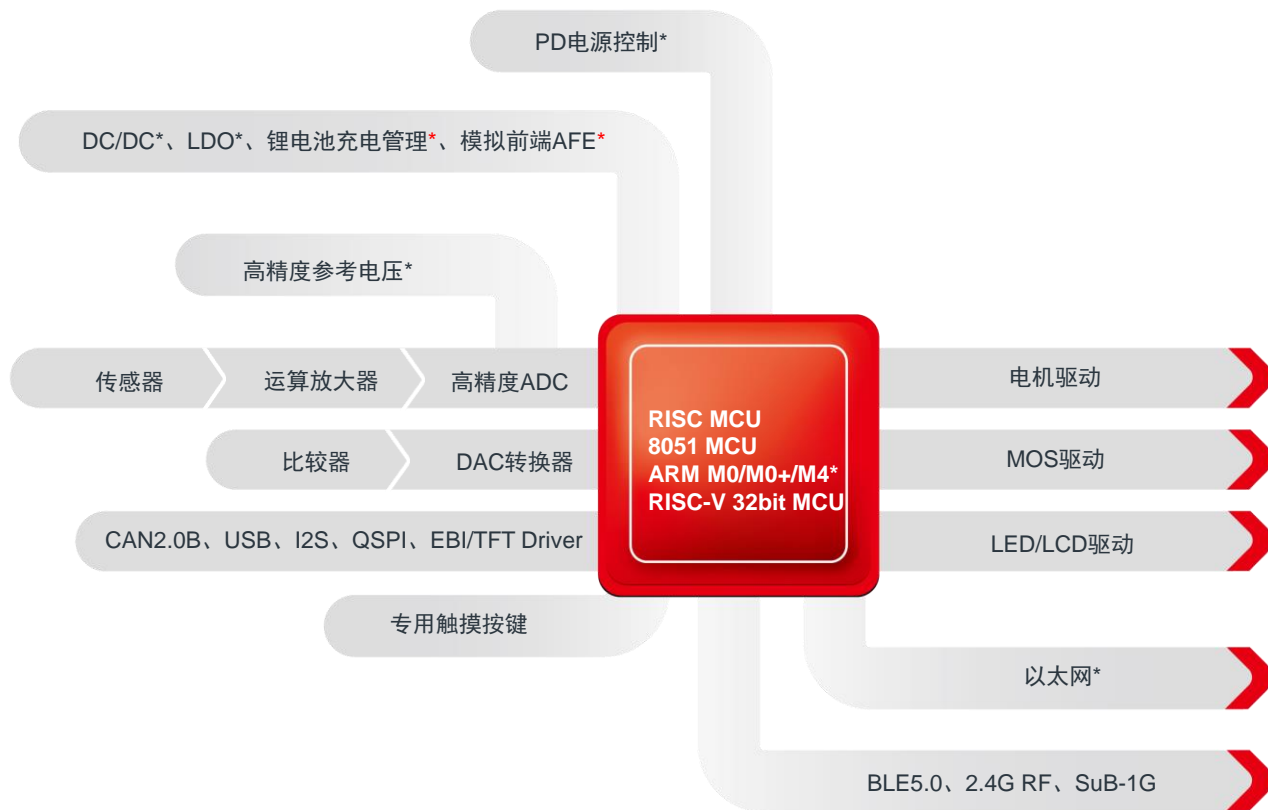 PD电源控制*
DC/DC*、LDO*、锂电池充电管理*、模拟前端AFE*
高精度参考电压*
传感器
运算放大器
高精度ADC
比较器
DAC转换器
CAN2.0B、USB、I2S、QSPI、EBI/TFT Driver
专用触摸按键
RISC MCU
8051 MCU
ARM M0/M0+/M4*
RISC-V 32bit MCU
电机驱动
MOS驱动
LED/LCD驱动
以太网*
BLE5.0、2.4G RF、SuB-1G